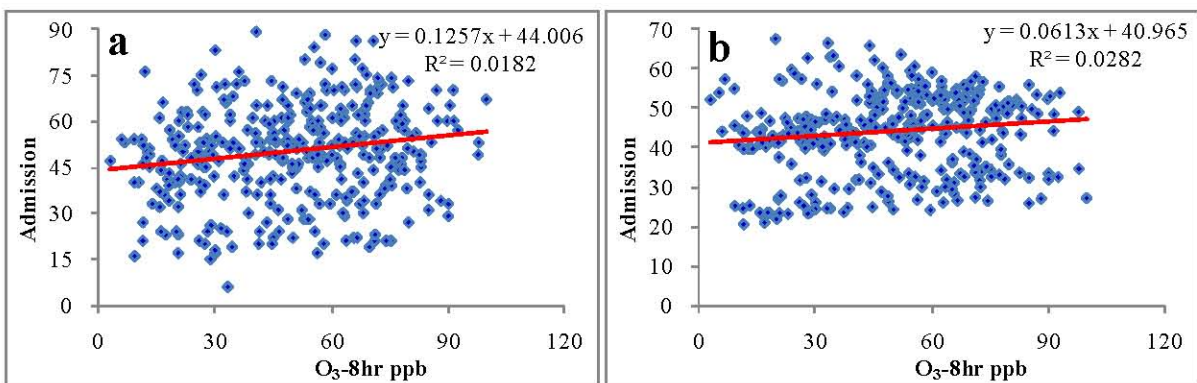 a
y = 0.1257x + 44.006
R² = 0.0182
Admission
90
75
60
45
30
15
0
0 30 60 90 120
O₃-8hr ppb
b
y = 0.0613x + 40.965
R² = 0.0282
Admission
70
60
50
40
30
20
10
0
0 30 60 90 120
O₃-8hr ppb